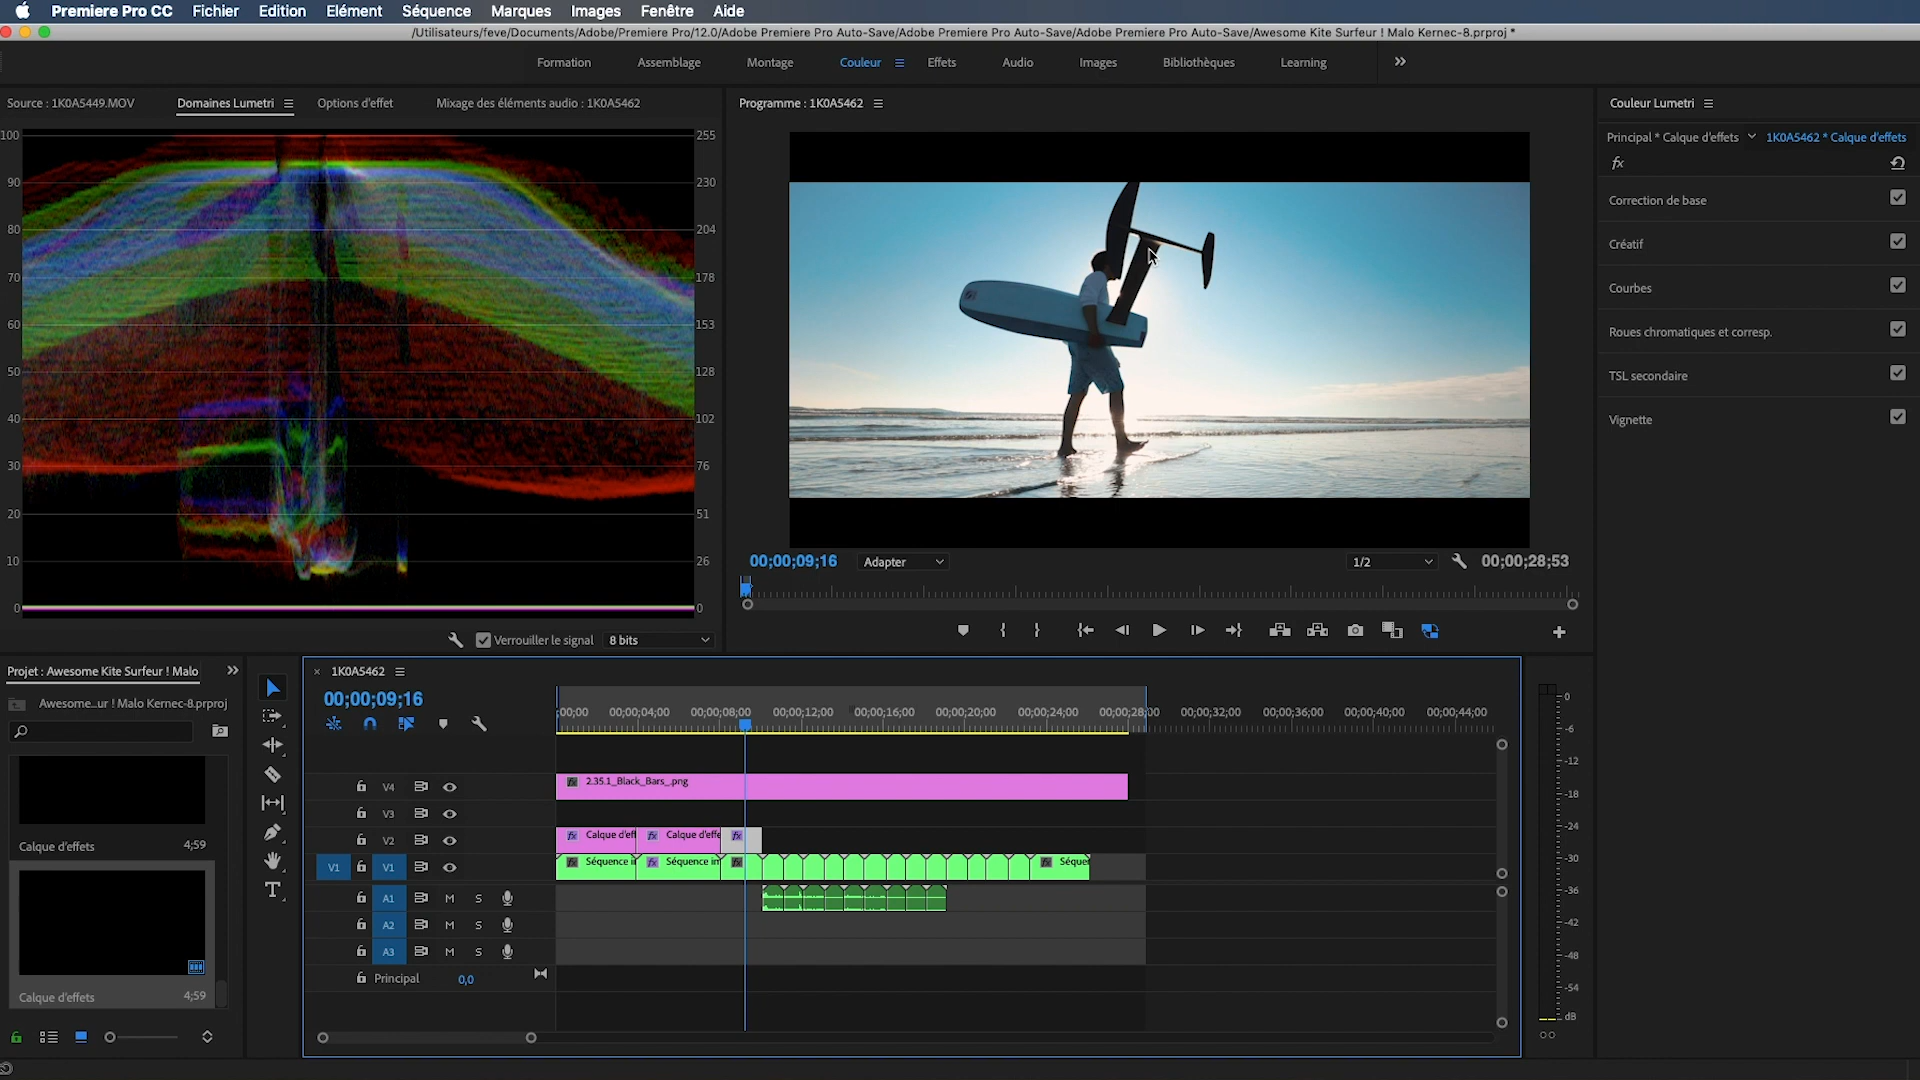 Premiere Pro CC Fichier Edition Elément Séquence Marques Images Fenêtre Aide
/Utilisateurs/feve/Documents/Adobe/Premiere Pro/12.0/Adobe Premiere Pro Auto-Save/Adobe Premiere Pro Auto-Save/Adobe Premiere Pro Auto-Save/Awesome Kite Surfeur ! Malo Kernec-8.prproj *
Formation Assemblage Montage Couleur Effets Audio Images Bibliothèques Learning
Source : 1K0A5449.MOV Domaines Lumetri Options d'effet Mixage des éléments audio : 1K0A5462
Programme : 1K0A5462
Couleur Lumetri
Principal * Calque d'effets 1K0A5462 * Calque d'effets
fx
Correction de base
Créatif
Courbes
Roues chromatiques et corresp.
TSL secondaire
Vignette
100 255
90 230
80 204
70 178
60 153
50 128
40 102
30 76
20 51
10 26
0 0
Verrouiller le signal 8 bits
00;00;09;16 Adapter 1/2 00;00;28;53
Projet : Awesome Kite Surfeur ! Malo
Awesome...ur ! Malo Kernec-8.prproj
Calque d'effets 4;59
Calque d'effets 4;59
1K0A5462
00;00;09;16
;00;00 00;00;04;00 00;00;08;00 00;00;12;00 00;00;16;00 00;00;20;00 00;00;24;00 00;00;28;00 00;00;32;00 00;00;36;00 00;00;40;00 00;00;44;00
V4 fx 2.35.1_Black_Bars_.png
V3
V2 fx Calque d'eff fx Calque d'effe fx
V1 V1 fx Séquence i fx Séquence im fx fx Séque
A1 M S
A2 M S
A3 M S
Principal 0,0
0
-6
-12
-18
-24
-30
-36
-42
-48
-54
dB